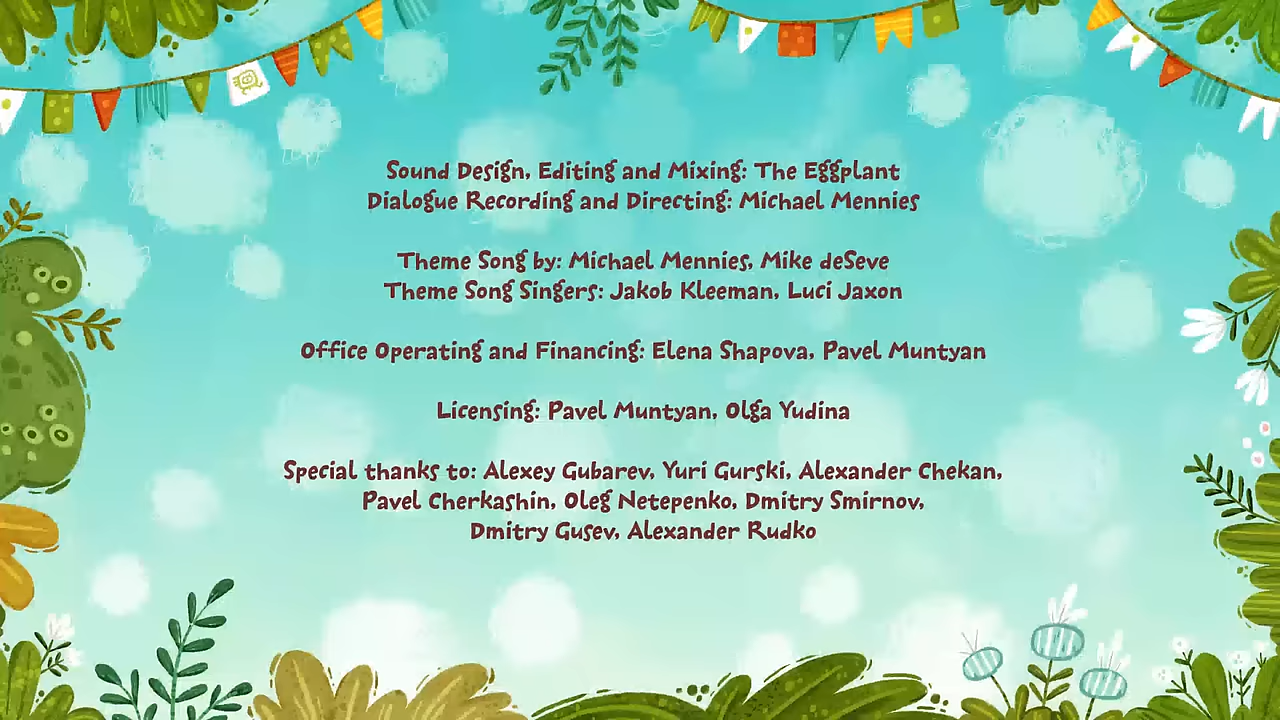 Sound Design, Editing and Mixing: The Eggplant
Dialogue Recording and Directing: Michael Mennies
Theme Song by: Michael Mennies, Mike deSeve
Theme Song Singers: Jakob Kleeman, Luci Jaxon
Office Operating and Financing: Elena Shapova, Pavel Muntyan
Licensing: Pavel Muntyan, Olga Yudina
Special thanks to: Alexey Gubarev, Yuri Gurski, Alexander Chekan,
Pavel Cherkashin, Oleg Netepenko, Dmitry Smirnov,
Dmitry Gusev, Alexander Rudko